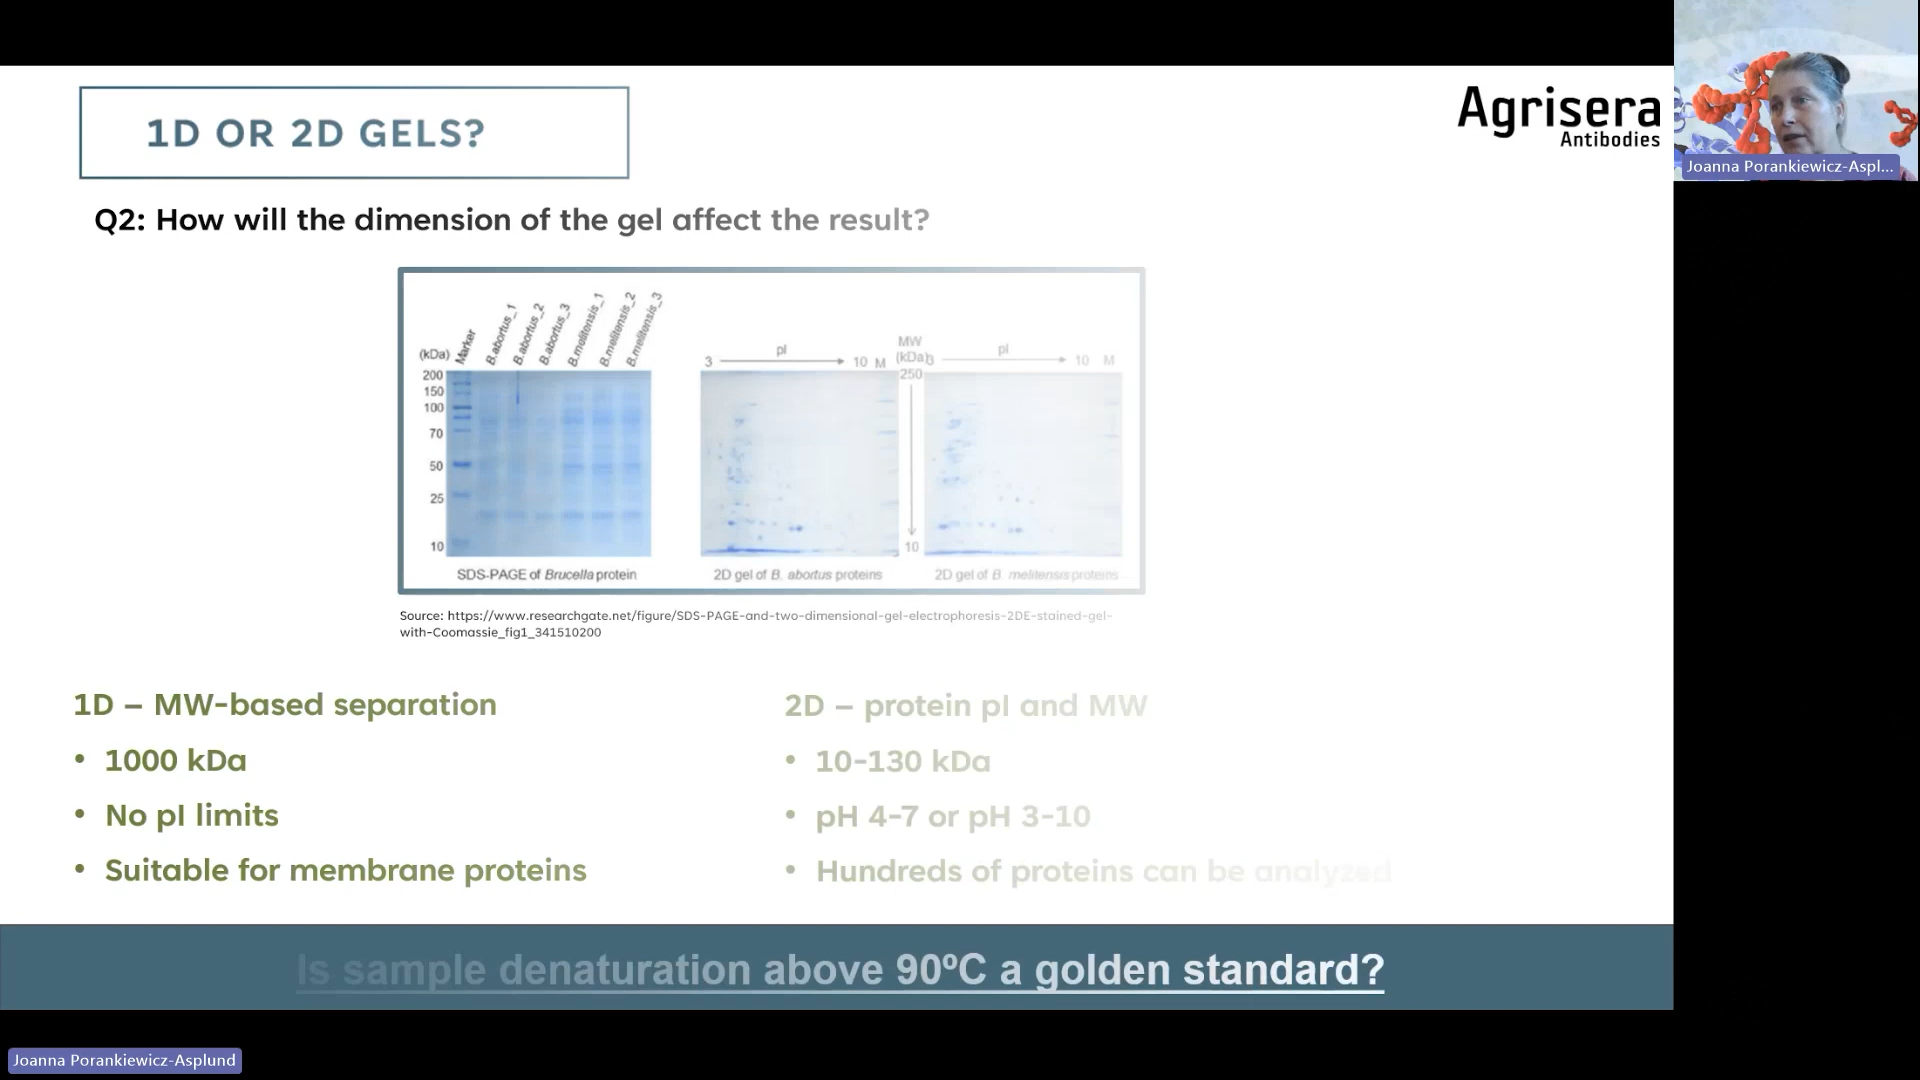 1D OR 2D GELS?
Agrisera
Antibodies
Joanna Porankiewicz-Aspl...
Q2: How will the dimension of the gel affect the result?
(kDa) Marker B.abortus_1 B.abortus_2 B.abortus_3 B.melitensis_1 B.melitensis_2 B.melitensis_3
200
150
100
70
50
25
10
SDS-PAGE of Brucella protein
3 pI 10 M
MW
(kDa)
250
10
2D gel of B. abortus proteins
3 pI 10 M
2D gel of B. melitensis proteins
Source: https://www.researchgate.net/figure/SDS-PAGE-and-two-dimensional-gel-electrophoresis-2DE-stained-gel-
with-Coomassie_fig1_341510200
1D – MW-based separation
• 1000 kDa
• No pI limits
• Suitable for membrane proteins
2D – protein pI and MW
• 10-130 kDa
• pH 4-7 or pH 3-10
• Hundreds of proteins can be analyzed
Is sample denaturation above 90ºC a golden standard?
Joanna Porankiewicz-Asplund